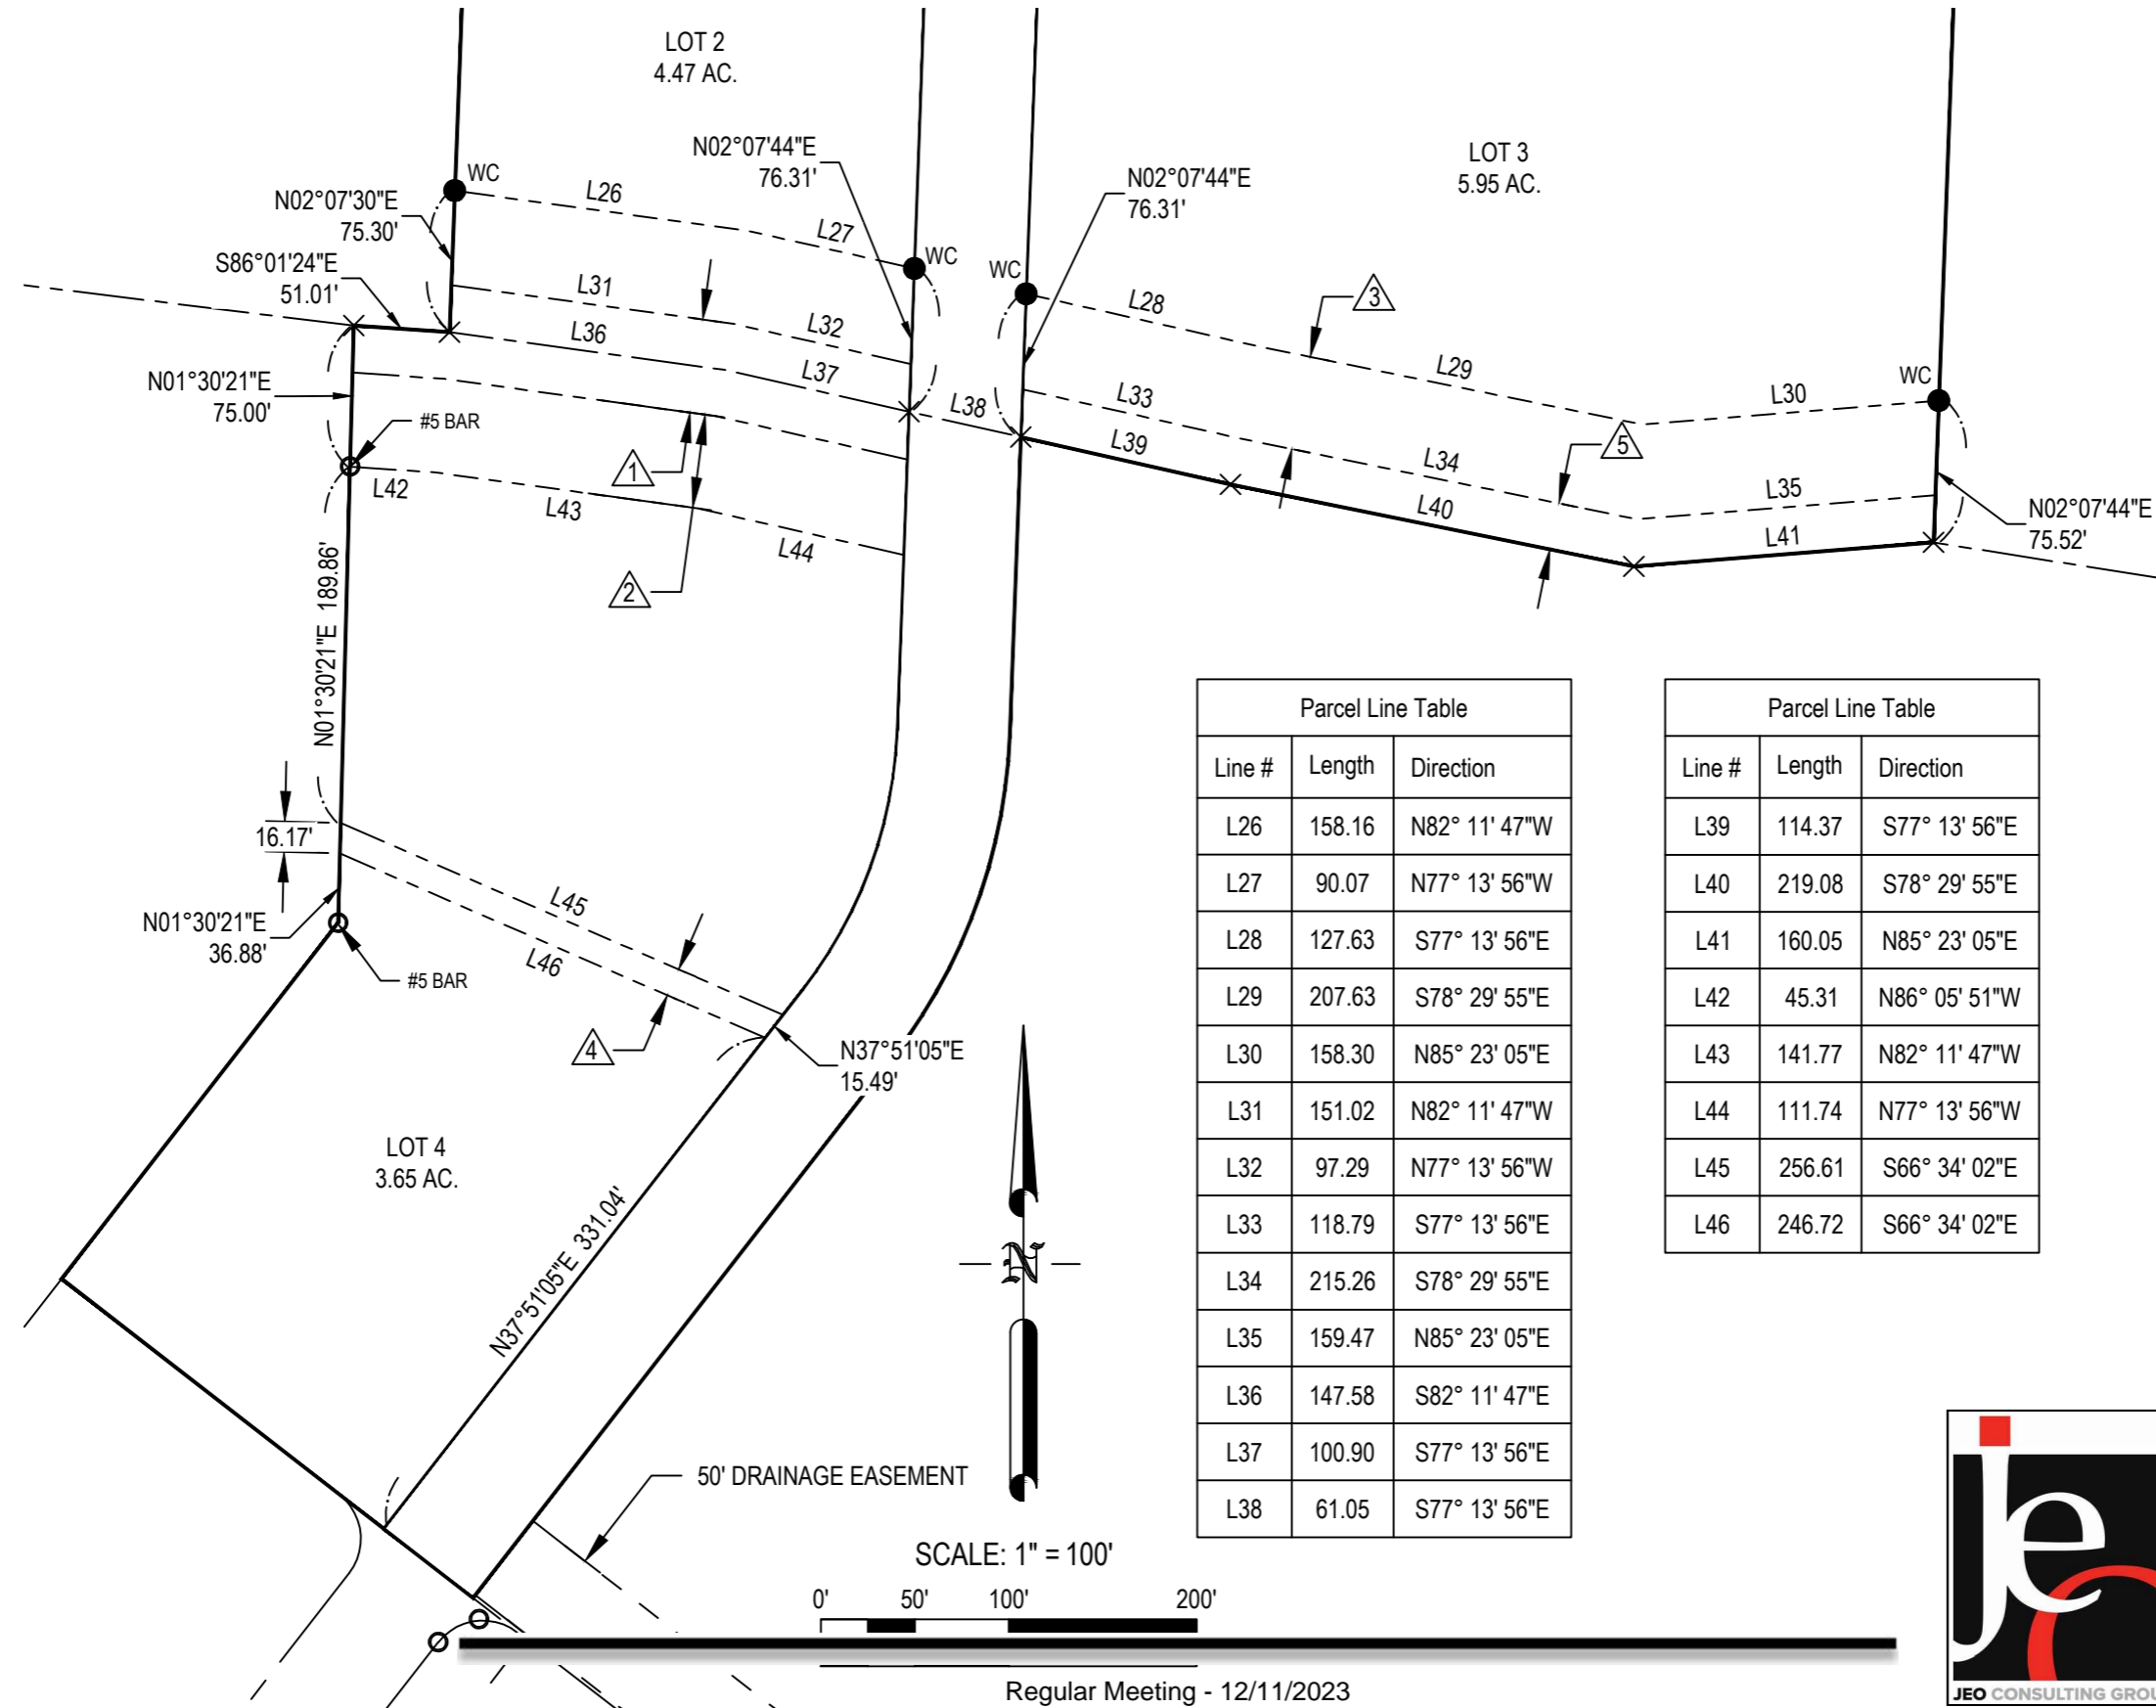 LOT 2
4.47 AC.
LOT 3
5.95 AC.
N02°07'44"E
76.31'
N02°07'44"E
76.31'
WC
L26
N02°07'30"E
75.30'
L27
WC
WC
S86°01'24"E
51.01'
L31
L28
3
L32
L36
L29
WC
L30
N01°30'21"E
75.00'
L37
L33
L38
#5 BAR
L39
5
1
L34
L42
L43
L35
L40
N02°07'44"E
75.52'
L41
L44
2
N01°30'21"E 189.86'
16.17'
L45
N01°30'21"E
36.88'
L46
#5 BAR
4
N37°51'05"E
15.49'
LOT 4
3.65 AC.
N37°51'05"E 331.04'
N
50' DRAINAGE EASEMENT
SCALE: 1" = 100'
0' 50' 100' 200'
Parcel Line Table
Line # Length Direction
L26 158.16 N82° 11' 47"W
L27 90.07 N77° 13' 56"W
L28 127.63 S77° 13' 56"E
L29 207.63 S78° 29' 55"E
L30 158.30 N85° 23' 05"E
L31 151.02 N82° 11' 47"W
L32 97.29 N77° 13' 56"W
L33 118.79 S77° 13' 56"E
L34 215.26 S78° 29' 55"E
L35 159.47 N85° 23' 05"E
L36 147.58 S82° 11' 47"E
L37 100.90 S77° 13' 56"E
L38 61.05 S77° 13' 56"E
Parcel Line Table
Line # Length Direction
L39 114.37 S77° 13' 56"E
L40 219.08 S78° 29' 55"E
L41 160.05 N85° 23' 05"E
L42 45.31 N86° 05' 51"W
L43 141.77 N82° 11' 47"W
L44 111.74 N77° 13' 56"W
L45 256.61 S66° 34' 02"E
L46 246.72 S66° 34' 02"E
jeo
JEO CONSULTING GROU
Regular Meeting - 12/11/2023